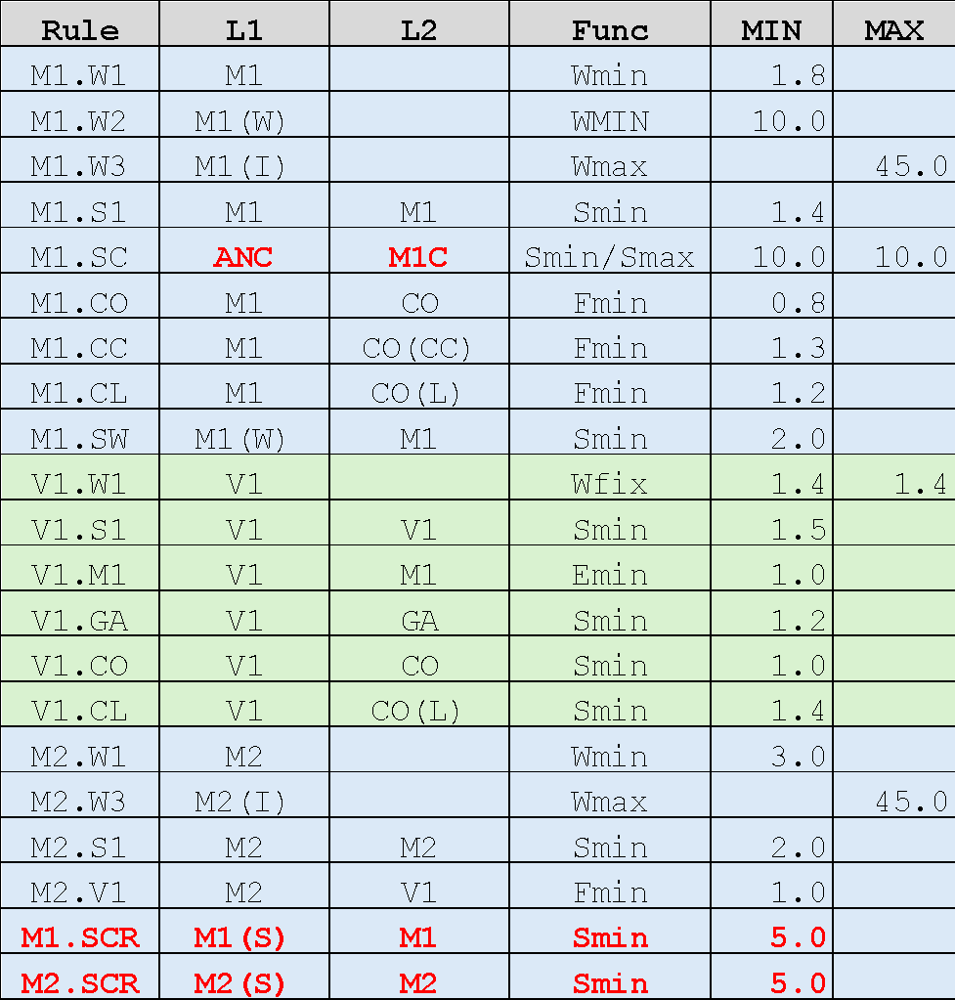 Rule L1 L2 Func MIN MAX
M1.W1 M1 Wmin 1.8
M1.W2 M1(W) WMIN 10.0
M1.W3 M1(I) Wmax 45.0
M1.S1 M1 M1 Smin 1.4
M1.SC ANC M1C Smin/Smax 10.0 10.0
M1.CO M1 CO Fmin 0.8
M1.CC M1 CO(CC) Fmin 1.3
M1.CL M1 CO(L) Fmin 1.2
M1.SW M1(W) M1 Smin 2.0
V1.W1 V1 Wfix 1.4 1.4
V1.S1 V1 V1 Smin 1.5
V1.M1 V1 M1 Emin 1.0
V1.GA V1 GA Smin 1.2
V1.CO V1 CO Smin 1.0
V1.CL V1 CO(L) Smin 1.4
M2.W1 M2 Wmin 3.0
M2.W3 M2(I) Wmax 45.0
M2.S1 M2 M2 Smin 2.0
M2.V1 M2 V1 Fmin 1.0
M1.SCR M1(S) M1 Smin 5.0
M2.SCR M2(S) M2 Smin 5.0